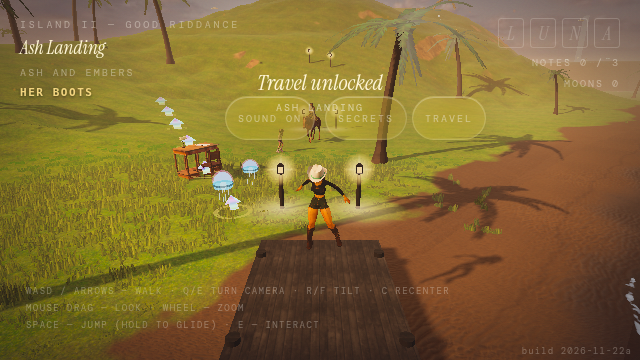 ISLAND II — GOOD RIDDANCE
Ash Landing
ASH AND EMBERS
HER BOOTS
L U N A
NOTES 0 / 3
MOONS 0
Travel unlocked
ASH LANDING
SOUND ON
SECRETS
TRAVEL
WASD / ARROWS — WALK · Q/E TURN CAMERA · R/F TILT · C RECENTER
MOUSE DRAG — LOOK · WHEEL — ZOOM
SPACE — JUMP (HOLD TO GLIDE) · E — INTERACT
build 2026-11-22a